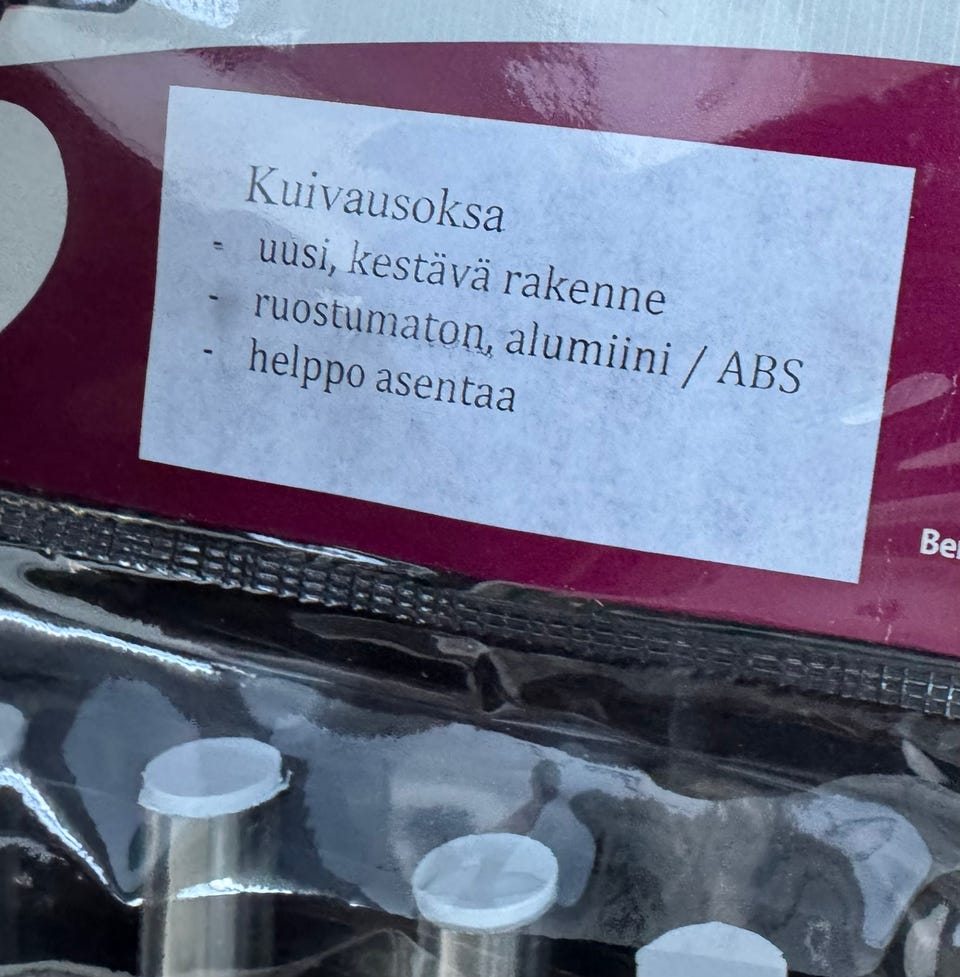 Kuivausoksa
- uusi, kestävä rakenne
- ruostumaton, alumiini / ABS
- helppo asentaa